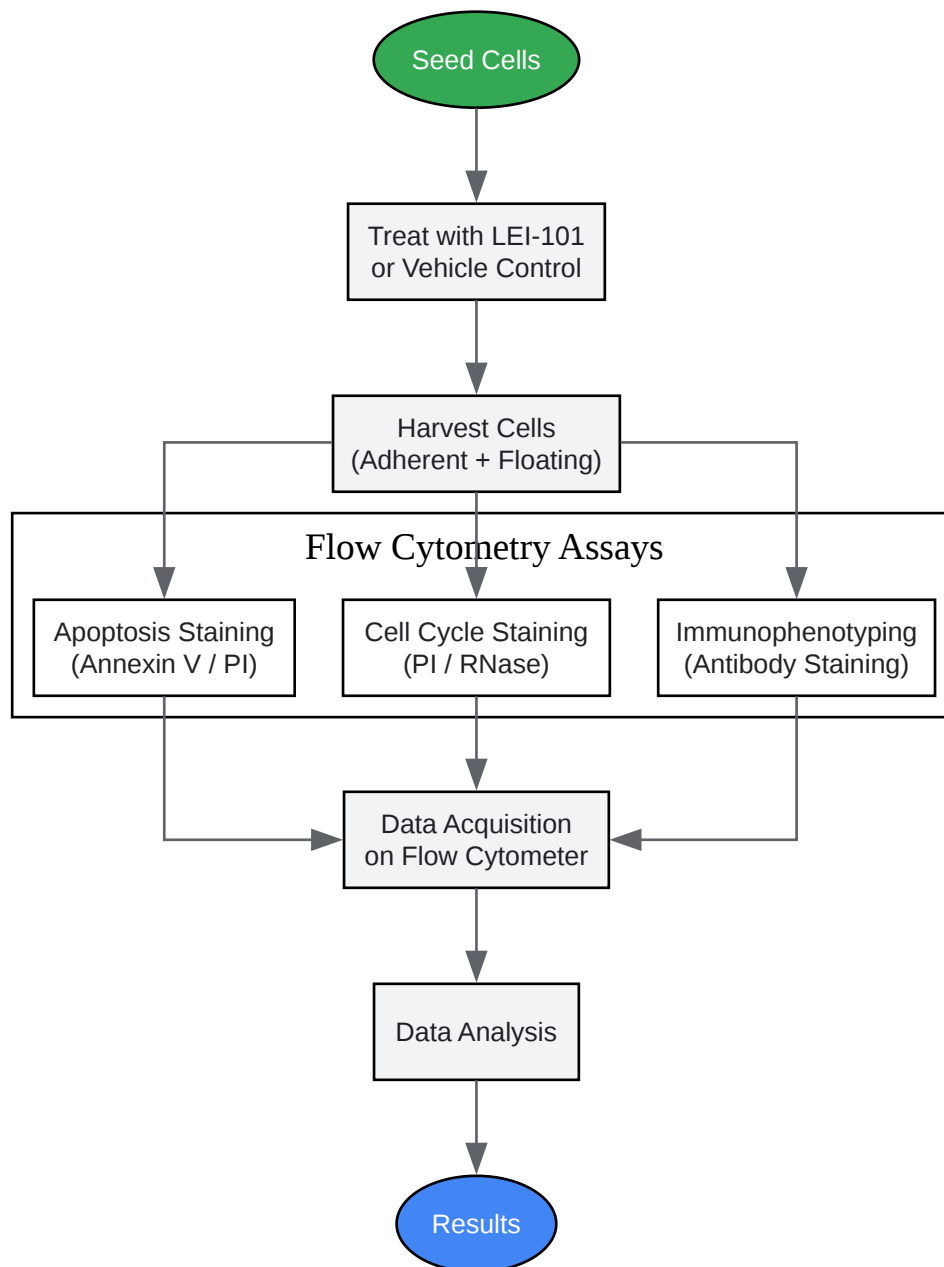 Seed Cells
Treat with LEI-101
or Vehicle Control
Harvest Cells
(Adherent + Floating)
Flow Cytometry Assays
Apoptosis Staining
(Annexin V / PI)
Cell Cycle Staining
(PI / RNase)
Immunophenotyping
(Antibody Staining)
Data Acquisition
on Flow Cytometer
Data Analysis
Results